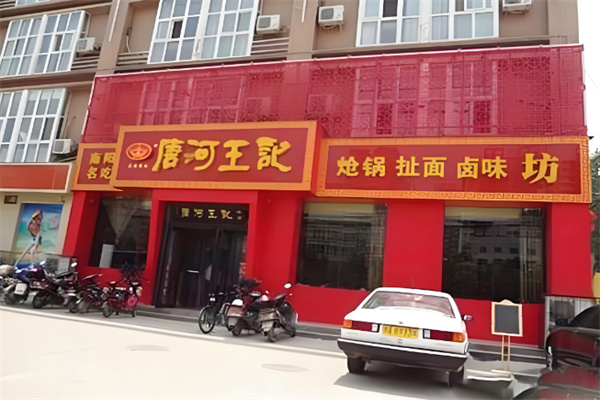 南阳
名吃
唐河王記
炝锅 扯面 卤味 坊
唐河王記